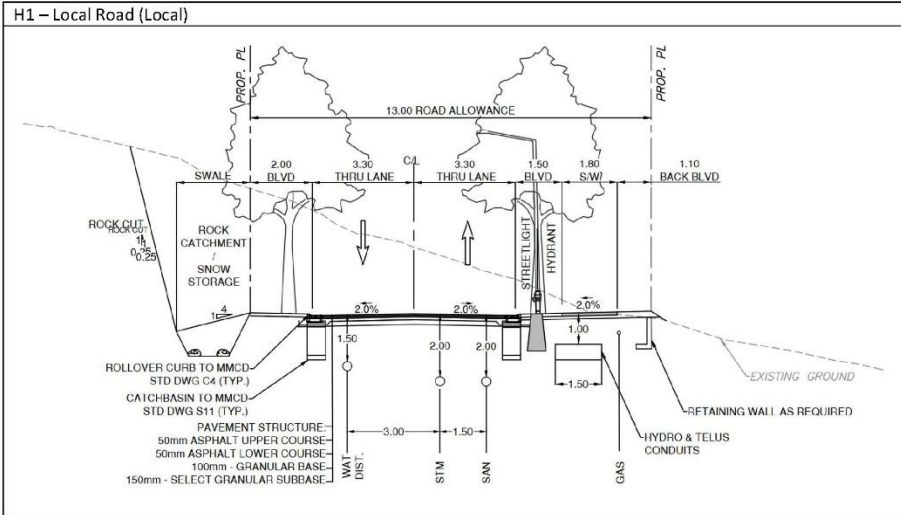 H1 – Local Road (Local)
PROP. PL
PROP. PL
13.00 ROAD ALLOWANCE
SWALE
2.00
BLVD
3.30
THRU LANE
C/L
3.30
THRU LANE
1.50
BLVD
1.80
S/W
1.10
BACK BLVD
ROCK CUT
ROCK CUT
1
0.25
ROCK
CATCHMENT
/
SNOW
STORAGE
STREETLIGHT
HYDRANT
4
1
2.0%
2.0%
2.0%
1.50
2.00
2.00
1.00
1.50
EXISTING GROUND
ROLLOVER CURB TO MMCD
STD DWG C4 (TYP.)
CATCHBASIN TO MMCD
STD DWG S11 (TYP.)
PAVEMENT STRUCTURE:
50mm ASPHALT UPPER COURSE
50mm ASPHALT LOWER COURSE
100mm - GRANULAR BASE
150mm - SELECT GRANULAR SUBBASE
3.00
1.50
WAT
DIST.
STM
SAN
GAS
RETAINING WALL AS REQUIRED
HYDRO & TELUS
CONDUITS